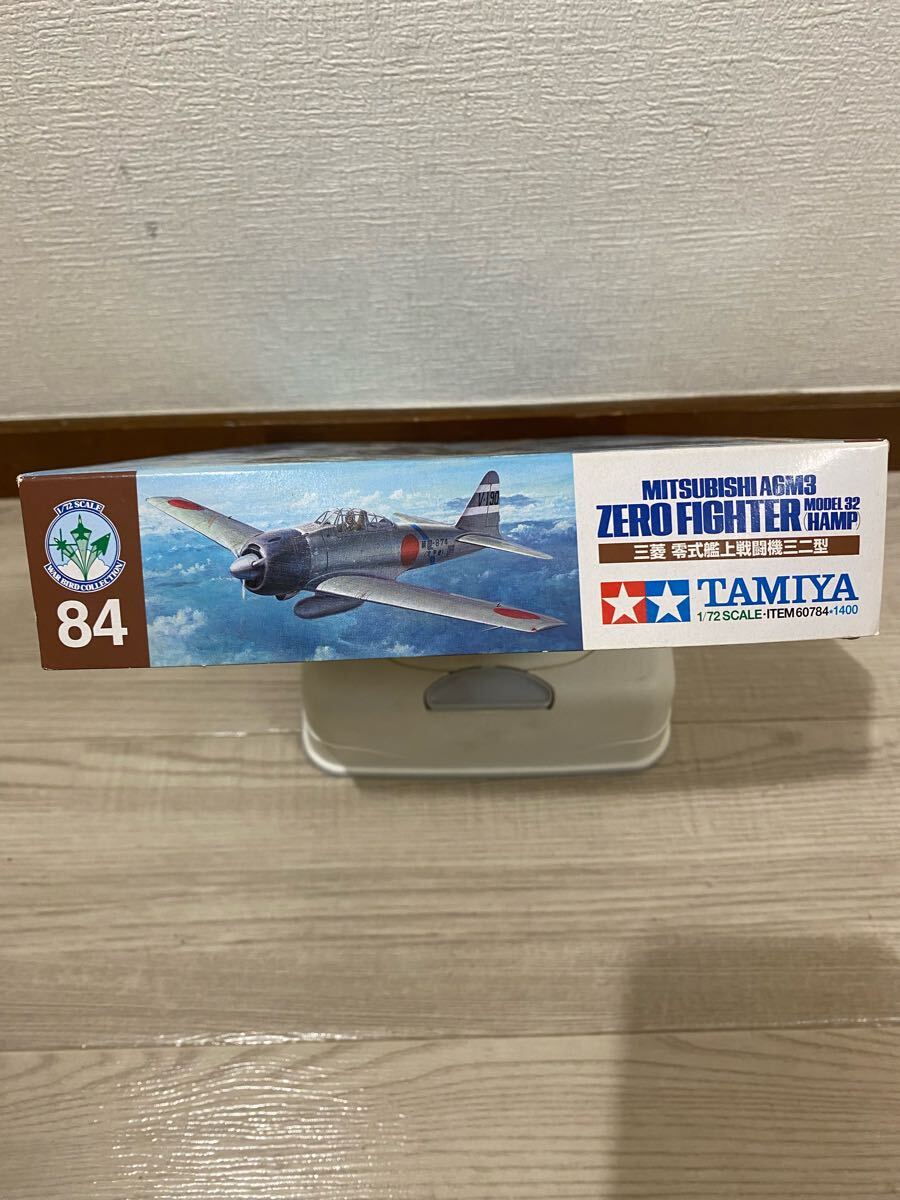 1/72 SCALE
WAR BIRD COLLECTION
84
V-190
MITSUBISHI A6M3
ZERO FIGHTER MODEL 32 (HAMP)
三菱 零式艦上戦闘機三二型
TAMIYA
1/72 SCALE・ITEM 60784★1400